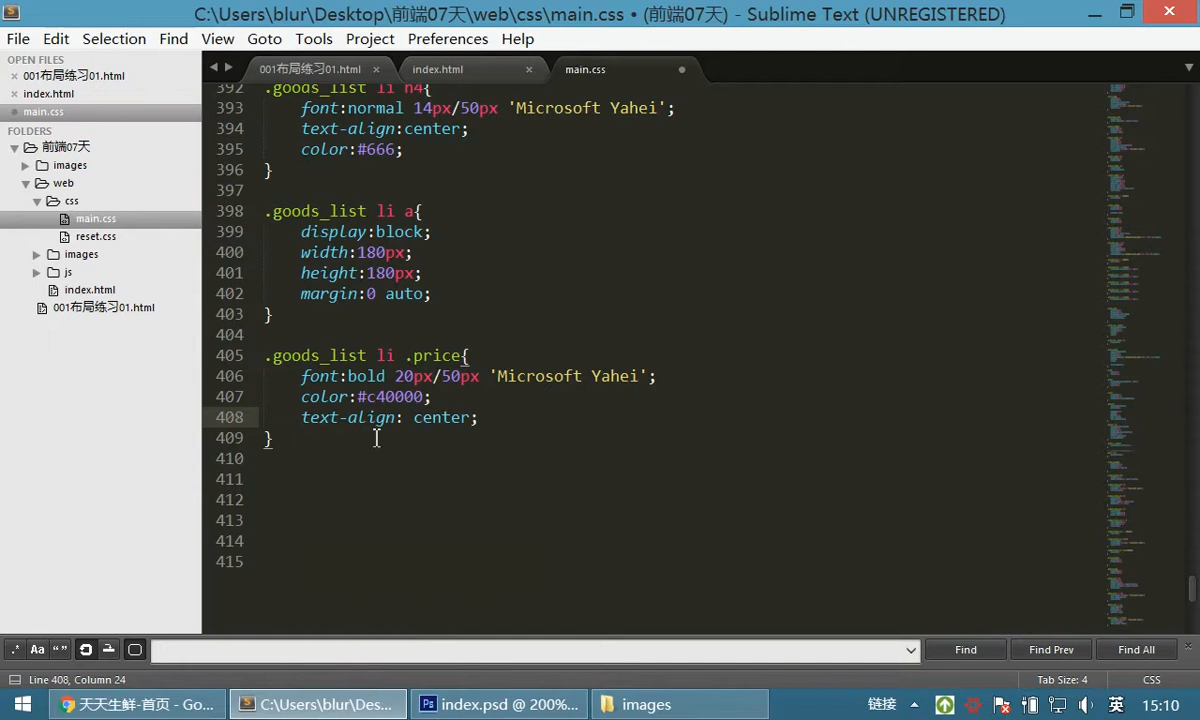 C:\Users\blur\Desktop\前端07天\web\css\main.css • (前端07天) - Sublime Text (UNREGISTERED)
File Edit Selection Find View Goto Tools Project Preferences Help
OPEN FILES
001布局练习01.html
index.html
main.css
FOLDERS
前端07天
images
web
css
main.css
reset.css
images
js
index.html
001布局练习01.html
001布局练习01.html × index.html × main.css
392 .goods_list li h4{
393 font:normal 14px/50px 'Microsoft Yahei';
394 text-align:center;
395 color:#666;
396 }
397
398 .goods_list li a{
399 display:block;
400 width:180px;
401 height:180px;
402 margin:0 auto;
403 }
404
405 .goods_list li .price{
406 font:bold 20px/50px 'Microsoft Yahei';
407 color:#c40000;
408 text-align: center;
409 }
410
411
412
413
414
415
.* Aa “” Find Find Prev Find All
Line 408, Column 24 Tab Size: 4 CSS
天天生鲜-首页 - Go... C:\Users\blur\Des... index.psd @ 200%... images 链接 英 15:10